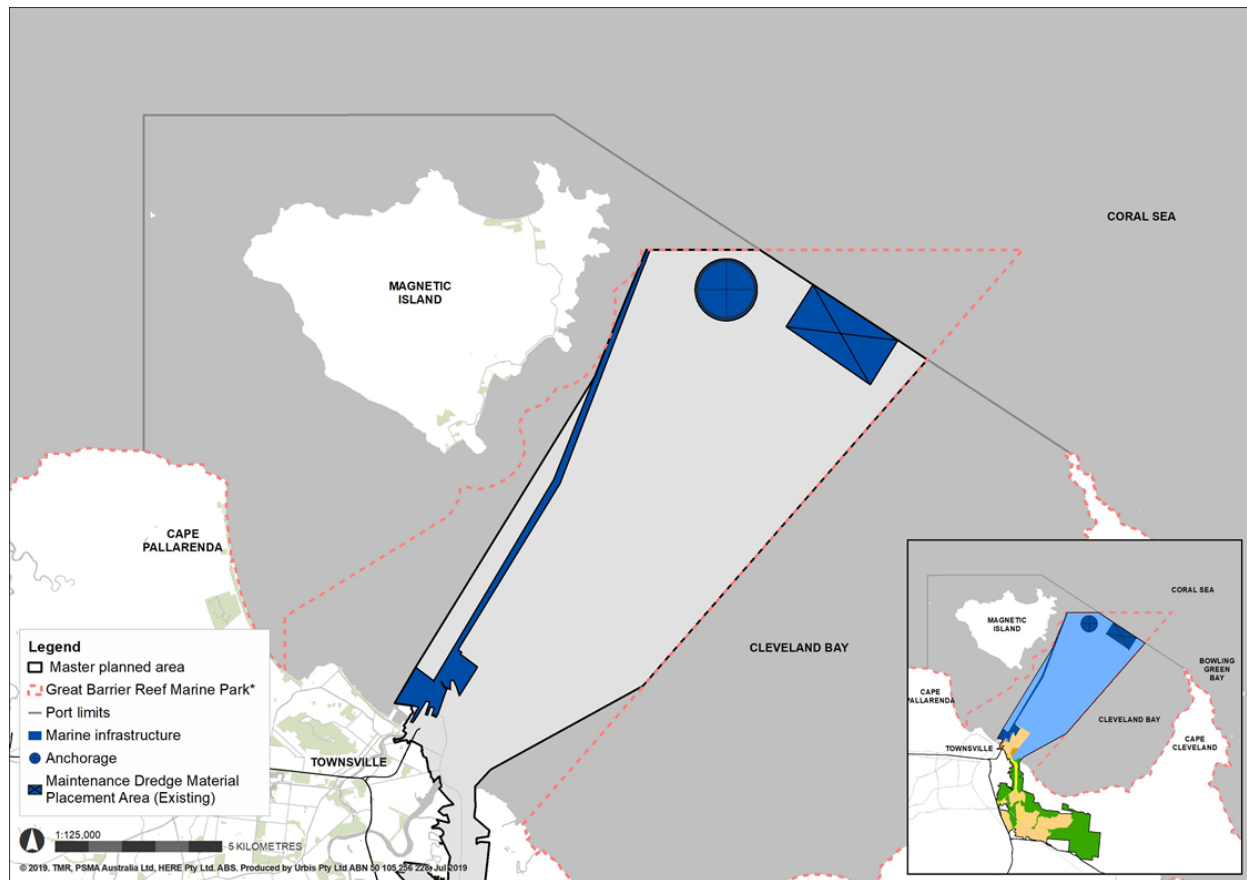 CORAL SEA
MAGNETIC
ISLAND
CAPE
PALLARENDA
CLEVELAND BAY
TOWNSVILLE
Legend
Master planned area
Great Barrier Reef Marine Park*
Port limits
Marine infrastructure
Anchorage
Maintenance Dredge Material
Placement Area (Existing)
1:125,000
5 KILOMETRES
© 2019. TMR, PSMA Australia Ltd, HERE Pty Ltd. ABS. Produced by Urbis Pty Ltd ABN 50 105 256 228, Jul 2019
CORAL SEA
MAGNETIC
ISLAND
BOWLING
GREEN
BAY
CAPE
PALLARENDA
CLEVELAND BAY
CAPE
CLEVELAND
TOWNSVILLE